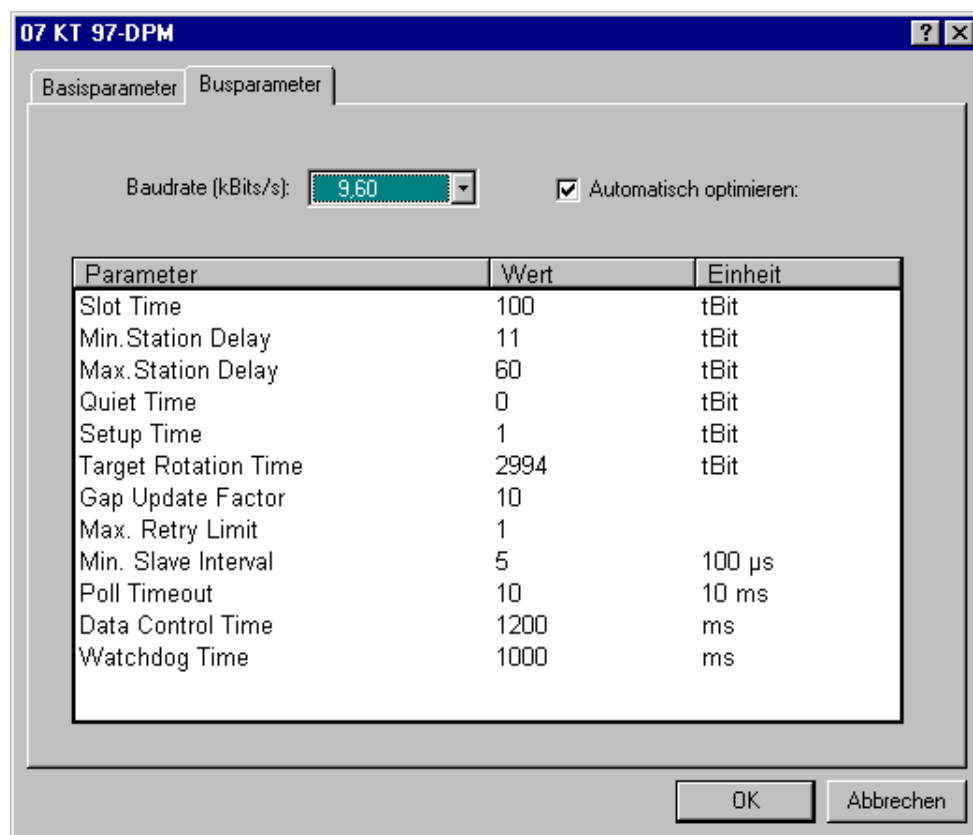 07 KT 97-DPM
Basisparameter Busparameter
Baudrate (kBits/s): 9,60 Automatisch optimieren:
Parameter Wert Einheit
Slot Time 100 tBit
Min.Station Delay 11 tBit
Max.Station Delay 60 tBit
Quiet Time 0 tBit
Setup Time 1 tBit
Target Rotation Time 2994 tBit
Gap Update Factor 10
Max. Retry Limit 1
Min. Slave Interval 5 100 µs
Poll Timeout 10 10 ms
Data Control Time 1200 ms
Watchdog Time 1000 ms
OK Abbrechen